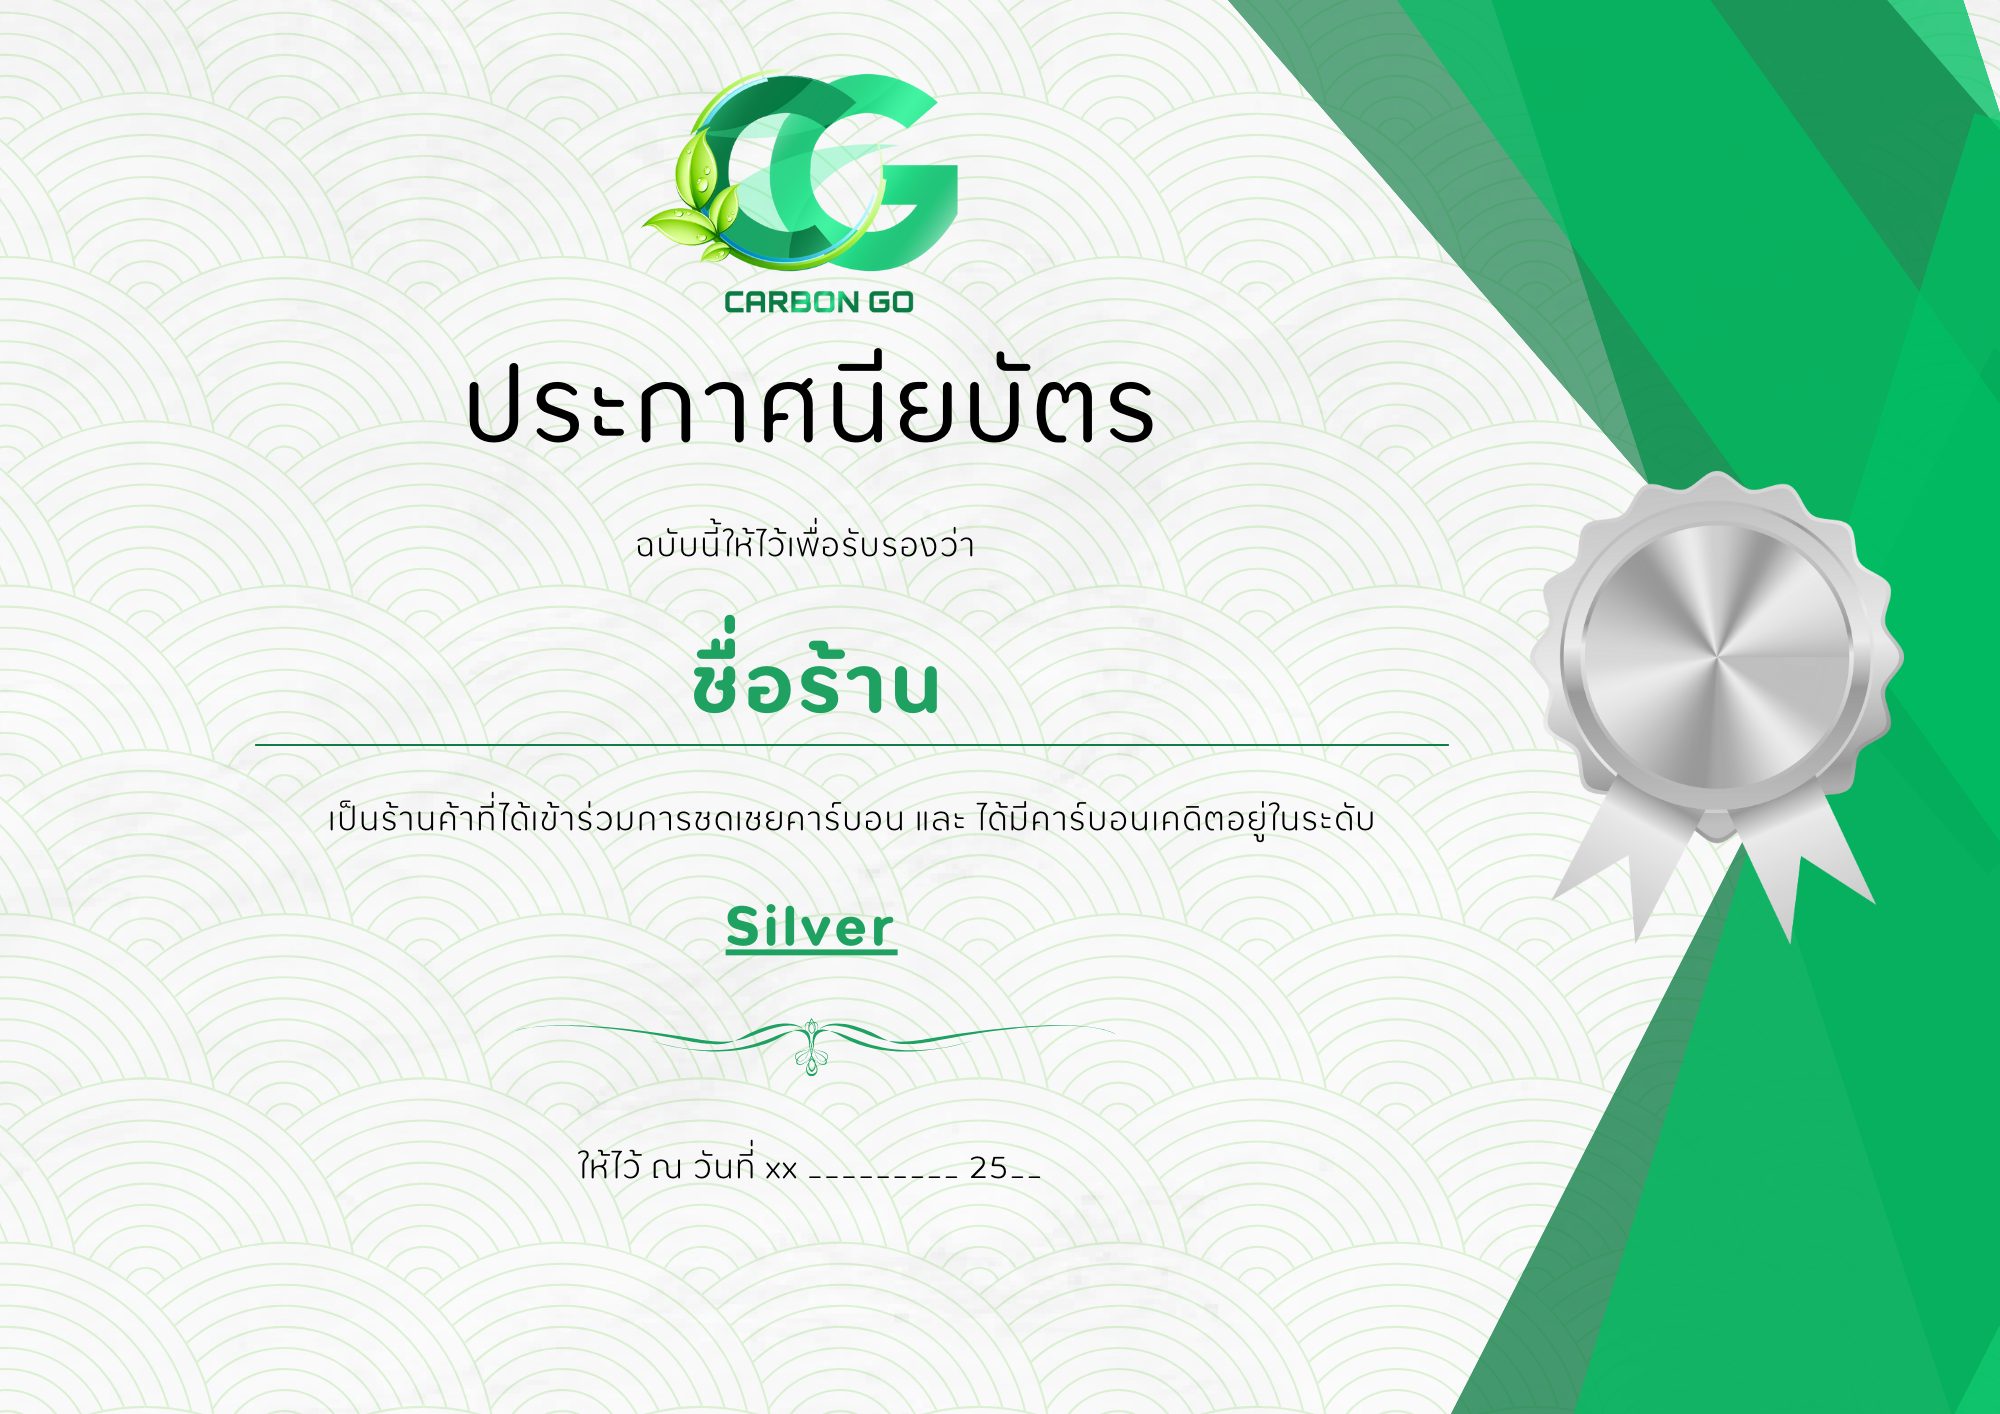 CG
CARBON GO
ประกาศนียบัตร
ฉบับนี้ให้ไว้เพื่อรับรองว่า
ชื่อร้าน
เป็นร้านค้าที่ได้เข้าร่วมการชดเชยคาร์บอน และ ได้มีคาร์บอนเคดิตอยู่ในระดับ
Silver
ให้ไว้ ณ วันที่ xx _________ 25__